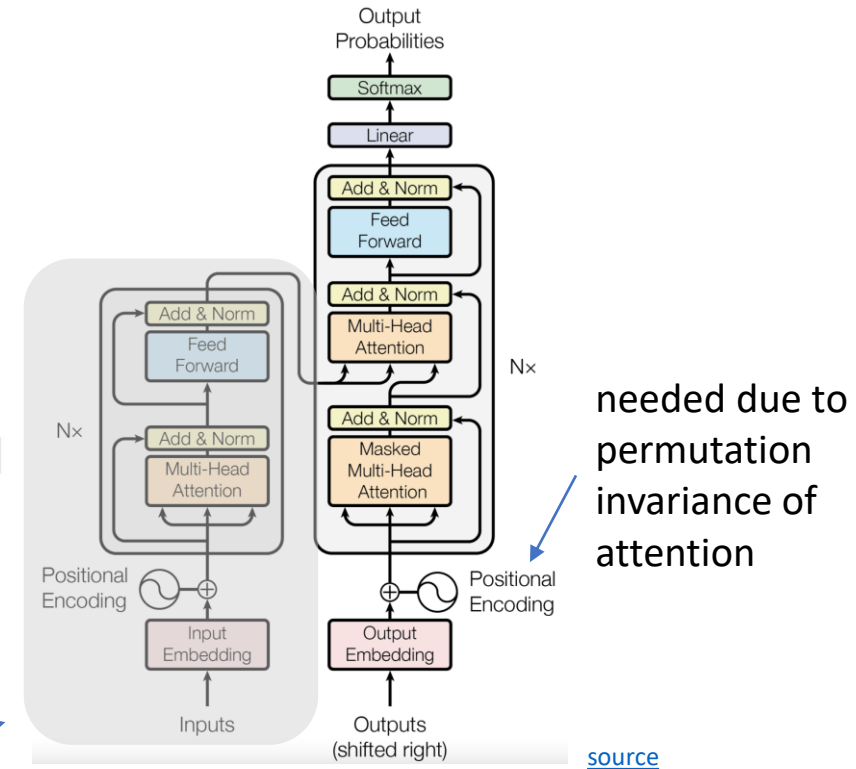 Output
Probabilities
Softmax
Linear
Add & Norm
Feed
Forward
Add & Norm
Multi-Head
Attention
Nx
Add & Norm
Masked
Multi-Head
Attention
Positional
Encoding
Output
Embedding
Outputs
(shifted right)
Add & Norm
Feed
Forward
Nx
Add & Norm
Multi-Head
Attention
Positional
Encoding
Input
Embedding
Inputs
needed due to
permutation
invariance of
attention
source